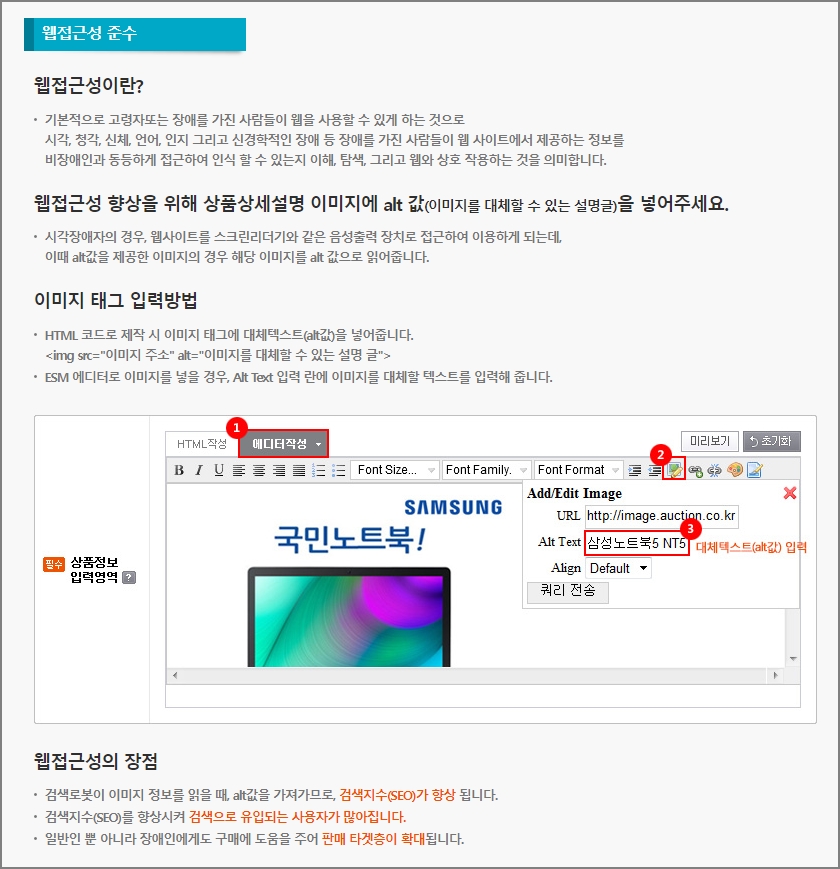 웹접근성 준수
웹접근성이란?
• 기본적으로 고령자또는 장애를 가진 사람들이 웹을 사용할 수 있게 하는 것으로
시각, 청각, 신체, 언어, 인지 그리고 신경학적인 장애 등 장애를 가진 사람들이 웹 사이트에서 제공하는 정보를
비장애인과 동등하게 접근하여 인식 할 수 있는지 이해, 탐색, 그리고 웹와 상호 작용하는 것을 의미합니다.
웹접근성 향상을 위해 상품상세설명 이미지에 alt 값(이미지를 대체할 수 있는 설명글)을 넣어주세요.
• 시각장애자의 경우, 웹사이트를 스크린리더기와 같은 음성출력 장치로 접근하여 이용하게 되는데,
이때 alt값을 제공한 이미지의 경우 해당 이미지를 alt 값으로 읽어줍니다.
이미지 태그 입력방법
• HTML 코드로 제작 시 이미지 태그에 대체텍스트(alt값)을 넣어줍니다.
<img src="이미지 주소" alt="이미지를 대체할 수 있는 설명 글">
• ESM 에디터로 이미지를 넣을 경우, Alt Text 입력 란에 이미지를 대체할 텍스트를 입력해 줍니다.
HTML작성 1 에디터작성 미리보기 초기화
B I U Font Size... Font Family. Font Format 2
Add/Edit Image
URL http://image.auction.co.kr
Alt Text 삼성노트북5 NT5 3 대체텍스트(alt값) 입력
Align Default
쿼리 전송
SAMSUNG
국민노트북!
필수 상품정보
입력영역 ?
웹접근성의 장점
• 검색로봇이 이미지 정보를 읽을 때, alt값을 가져가므로, 검색지수(SEO)가 향상 됩니다.
• 검색지수(SEO)를 향상시켜 검색으로 유입되는 사용자가 많아집니다.
• 일반인 뿐 아니라 장애인에게도 구매에 도움을 주어 판매 타겟층이 확대됩니다.